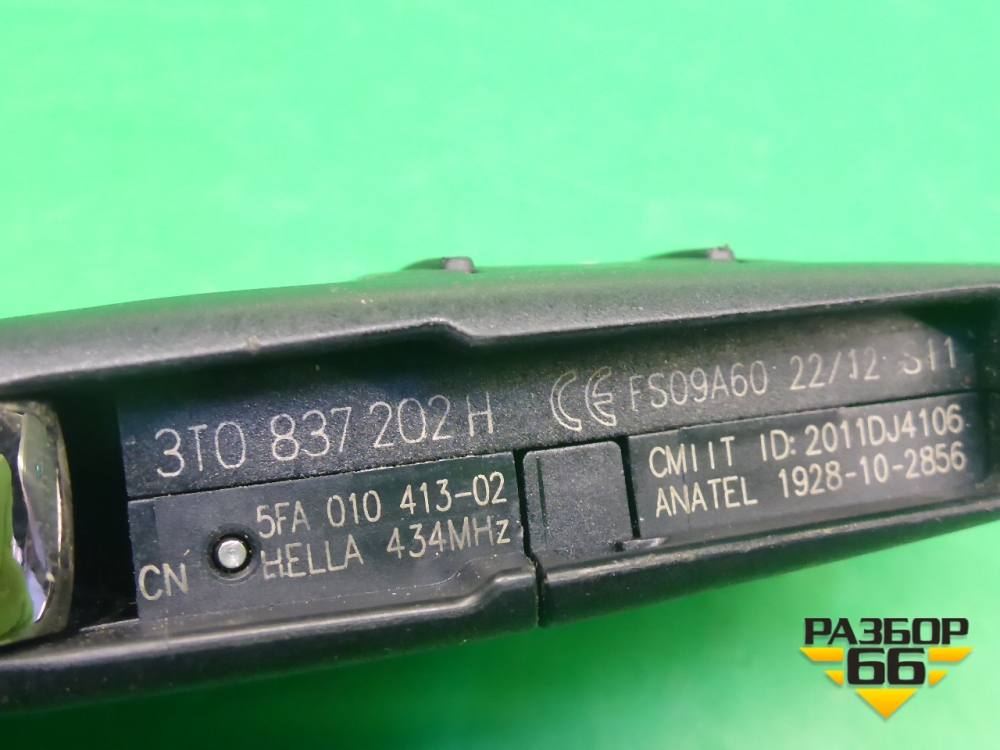 3T0 837 202 H
CE FS09A60 22/12 ST1
5FA 010 413-02
HELLA 434MHz
CN
CMIIT ID: 2011DJ4106
ANATEL 1928-10-2856
РАЗБОР
66